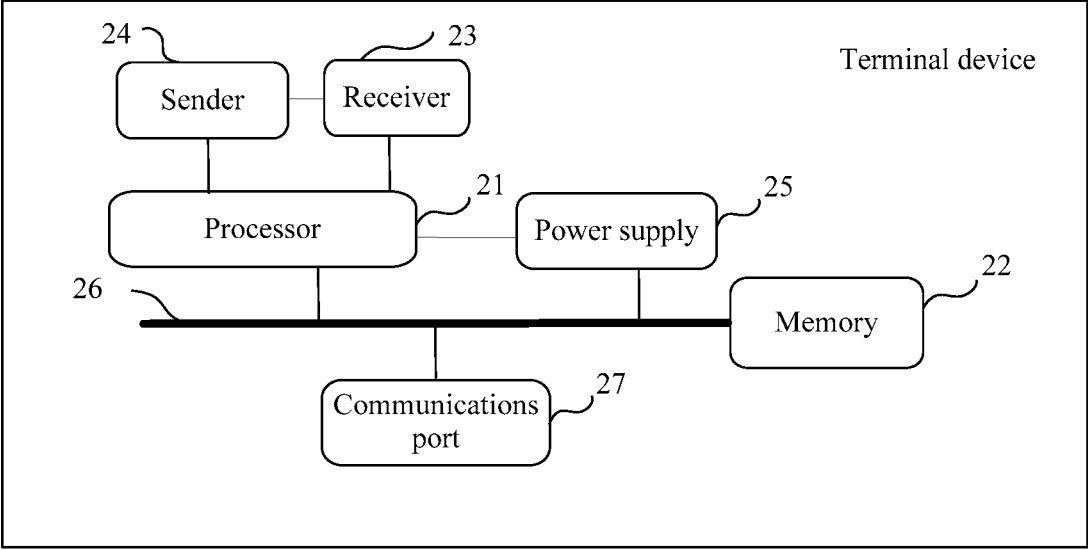 24
23
Terminal device
Sender
Receiver
21
25
Processor
Power supply
26
22
Memory
Communications
port
27